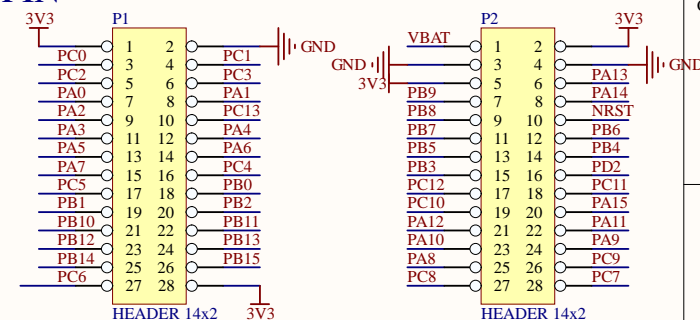 3V3 P1
1 2 GND
PC0 3 4 PC1
PC2 5 6 PC3
PA0 7 8 PA1
PA2 9 10 PC13
PA3 11 12 PA4
PA5 13 14 PA6
PA7 15 16 PC4
PC5 17 18 PB0
PB1 19 20 PB2
PB10 21 22 PB11
PB12 23 24 PB13
PB14 25 26 PB15
PC6 27 28
HEADER 14x2 3V3
P2 3V3
VBAT 1 2
GND 3 4 GND
3V3 5 6 PA13
PB9 7 8 PA14
PB8 9 10 NRST
PB7 11 12 PB6
PB5 13 14 PB4
PB3 15 16 PD2
PC12 17 18 PC11
PC10 19 20 PA15
PA12 21 22 PA11
PA10 23 24 PA9
PA8 25 26 PC9
PC8 27 28 PC7
HEADER 14x2